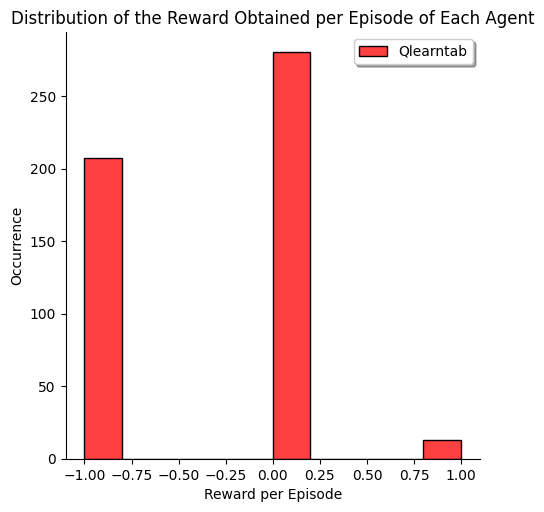 Distribution of the Reward Obtained per Episode of Each Agent
Qlearntab
Occurrence
250
200
150
100
50
0
−1.00 −0.75 −0.50 −0.25 0.00 0.25 0.50 0.75 1.00
Reward per Episode